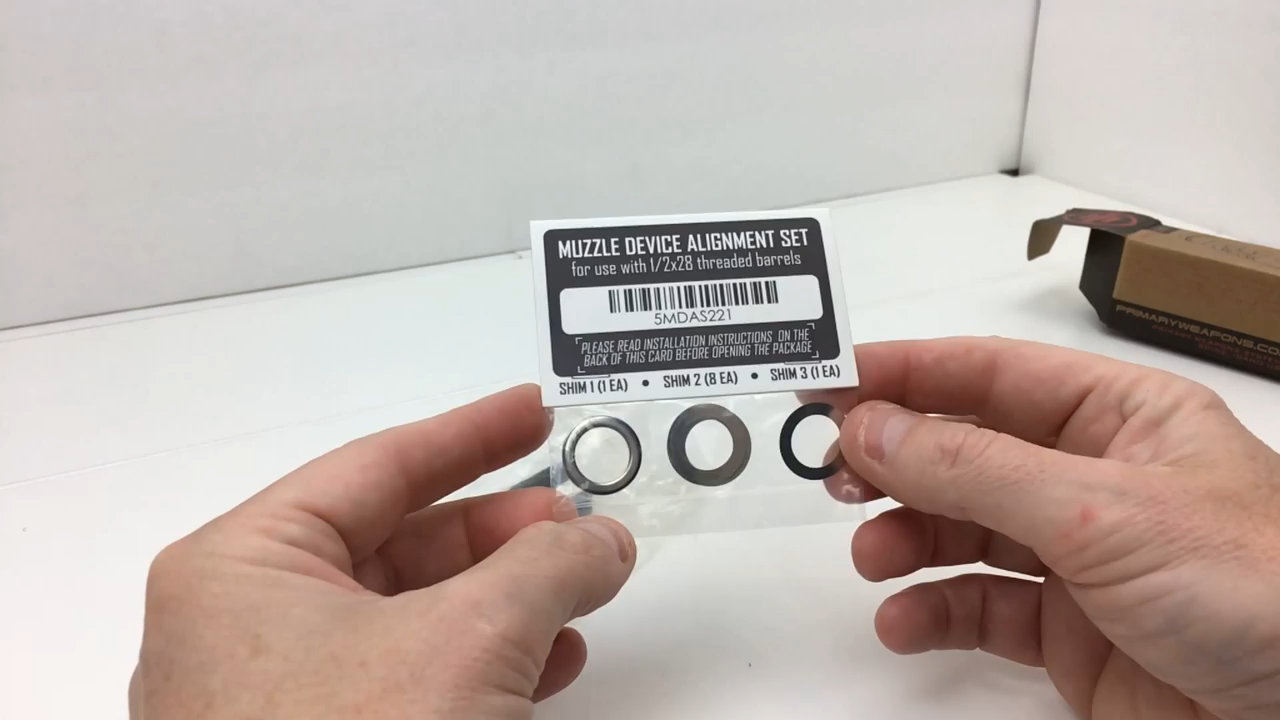 MUZZLE DEVICE ALIGNMENT SET
for use with 1/2x28 threaded barrels
5MDAS221
PLEASE READ INSTALLATION INSTRUCTIONS ON THE
BACK OF THIS CARD BEFORE OPENING THE PACKAGE
SHIM 1 (1 EA) • SHIM 2 (8 EA) • SHIM 3 (1 EA)
PRIMARYWEAPONS.CO